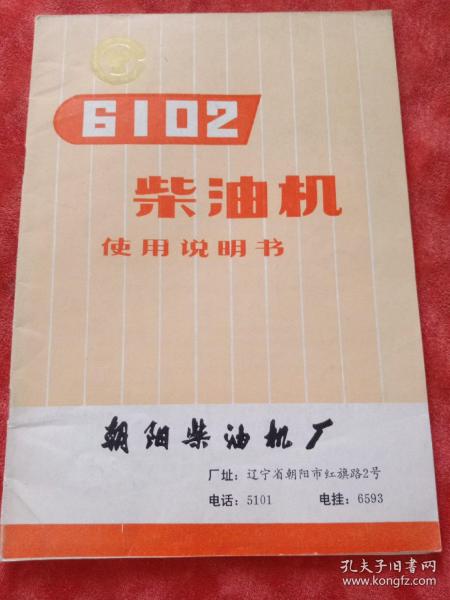 6102
柴油机
使用说明书
朝阳柴油机厂
厂址：辽宁省朝阳市红旗路2号
电话：5101 电挂：6593
孔夫子旧书网
www.kongfz.com